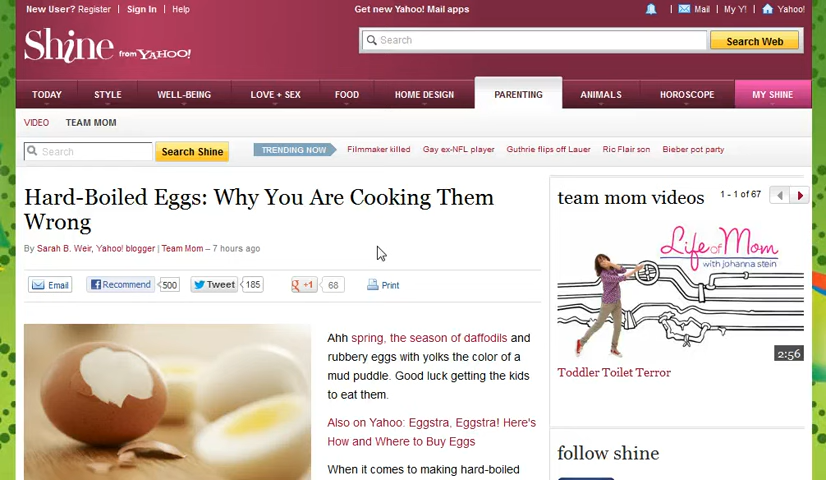 New User? Register | Sign In | Help
Get new Yahoo! Mail apps
Mail | My Y! | Yahoo!
Shine from YAHOO!
Search
Search Web
TODAY
STYLE
WELL-BEING
LOVE + SEX
FOOD
HOME DESIGN
PARENTING
ANIMALS
HOROSCOPE
MY SHINE
VIDEO TEAM MOM
Search
Search Shine
TRENDING NOW
Filmmaker killed
Gay ex-NFL player
Guthrie flips off Lauer
Ric Flair son
Bieber pot party
Hard-Boiled Eggs: Why You Are Cooking Them
Wrong
By Sarah B. Weir, Yahoo! blogger | Team Mom – 7 hours ago
Email
Recommend 500
Tweet 185
g +1 68
Print
Ahh spring, the season of daffodils and
rubbery eggs with yolks the color of a
mud puddle. Good luck getting the kids
to eat them.
Also on Yahoo: Eggstra, Eggstra! Here's
How and Where to Buy Eggs
When it comes to making hard-boiled
team mom videos
1 - 1 of 67
Life of Mom
with johanna stein
2:56
Toddler Toilet Terror
follow shine